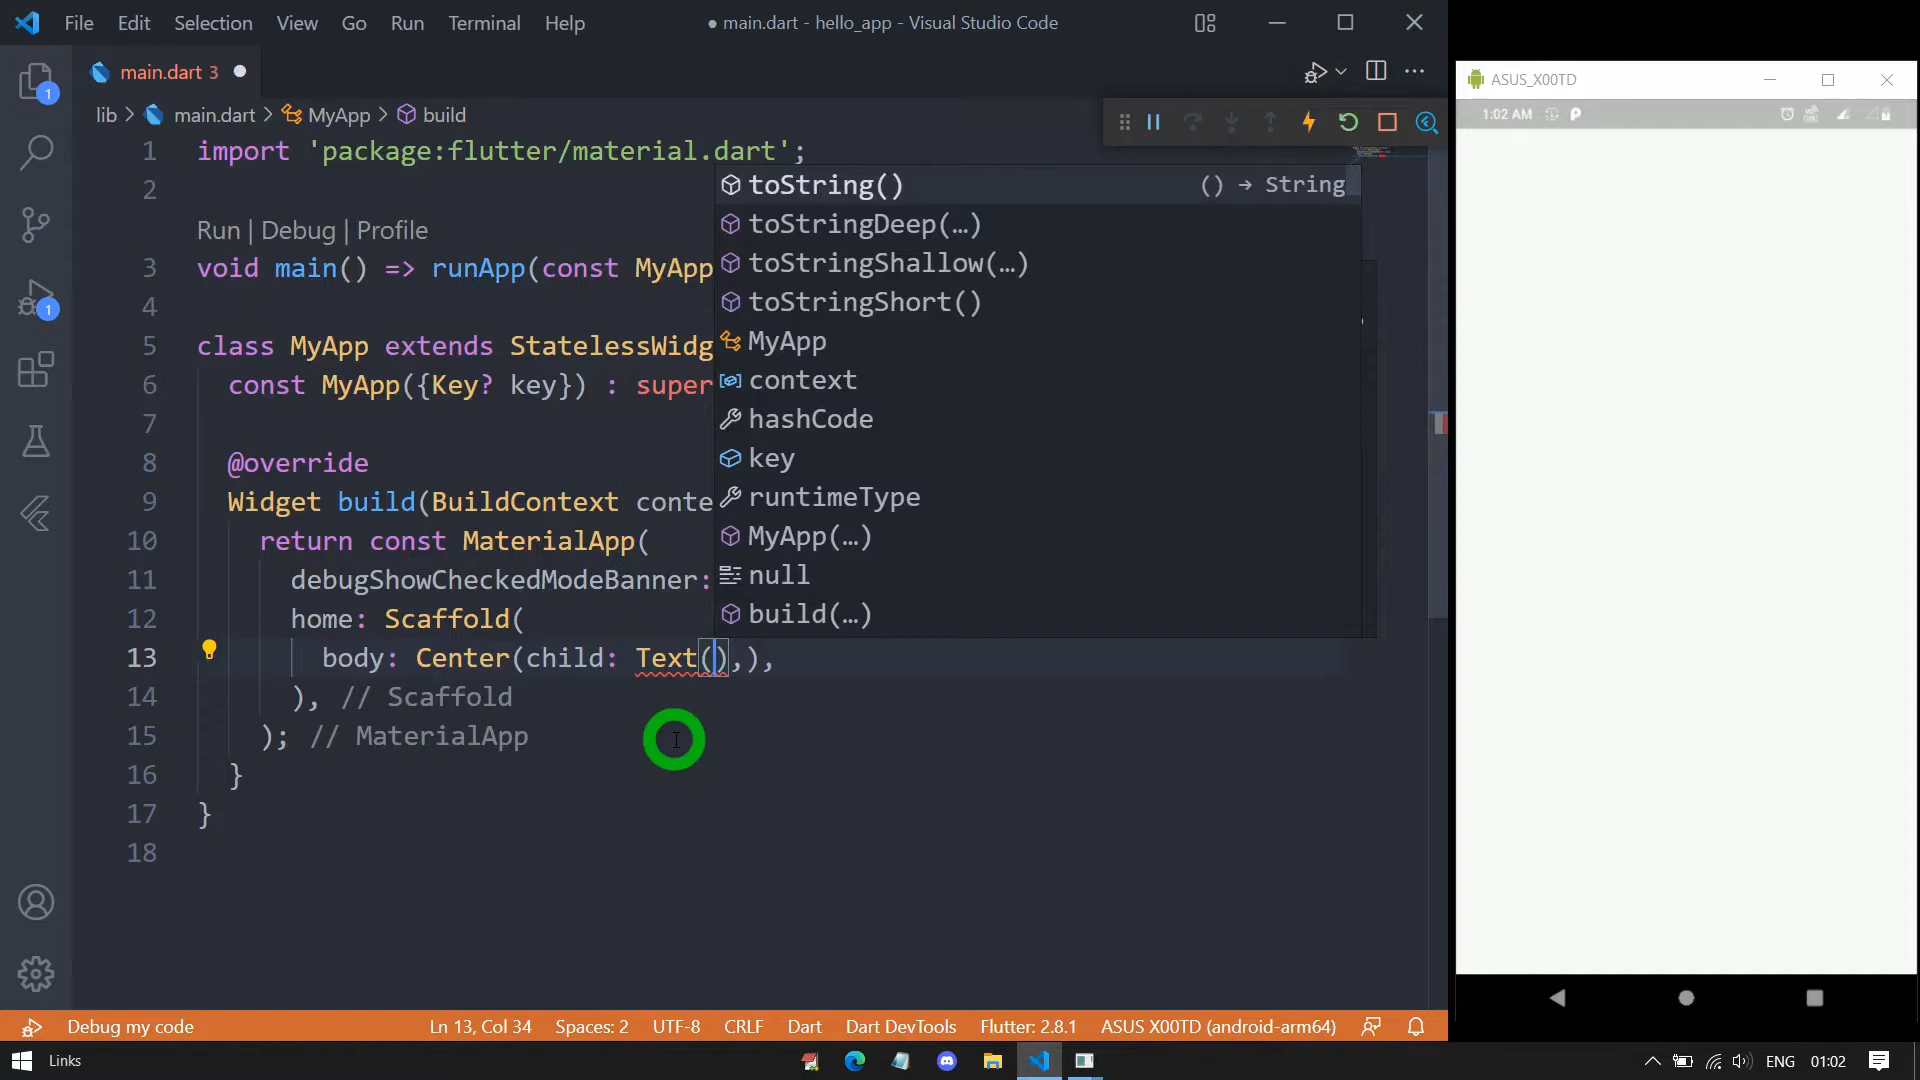 File Edit Selection View Go Run Terminal Help
● main.dart - hello_app - Visual Studio Code
main.dart 3 ●
lib > main.dart > MyApp > build
1 import 'package:flutter/material.dart';
2
Run | Debug | Profile
3 void main() => runApp(const MyApp
4
5 class MyApp extends StatelessWidg
6 const MyApp({Key? key}) : super
7
8 @override
9 Widget build(BuildContext conte
10 return const MaterialApp(
11 debugShowCheckedModeBanner:
12 home: Scaffold(
13 body: Center(child: Text(),),
14 ), // Scaffold
15 ); // MaterialApp
16 }
17 }
18
toString() () → String
toStringDeep(…)
toStringShallow(…)
toStringShort()
MyApp
context
hashCode
key
runtimeType
MyApp(…)
null
build(…)
1
1
Debug my code Ln 13, Col 34 Spaces: 2 UTF-8 CRLF Dart Dart DevTools Flutter: 2.8.1 ASUS X00TD (android-arm64)
ASUS_X00TD
1:02 AM
Links
ENG 01:02